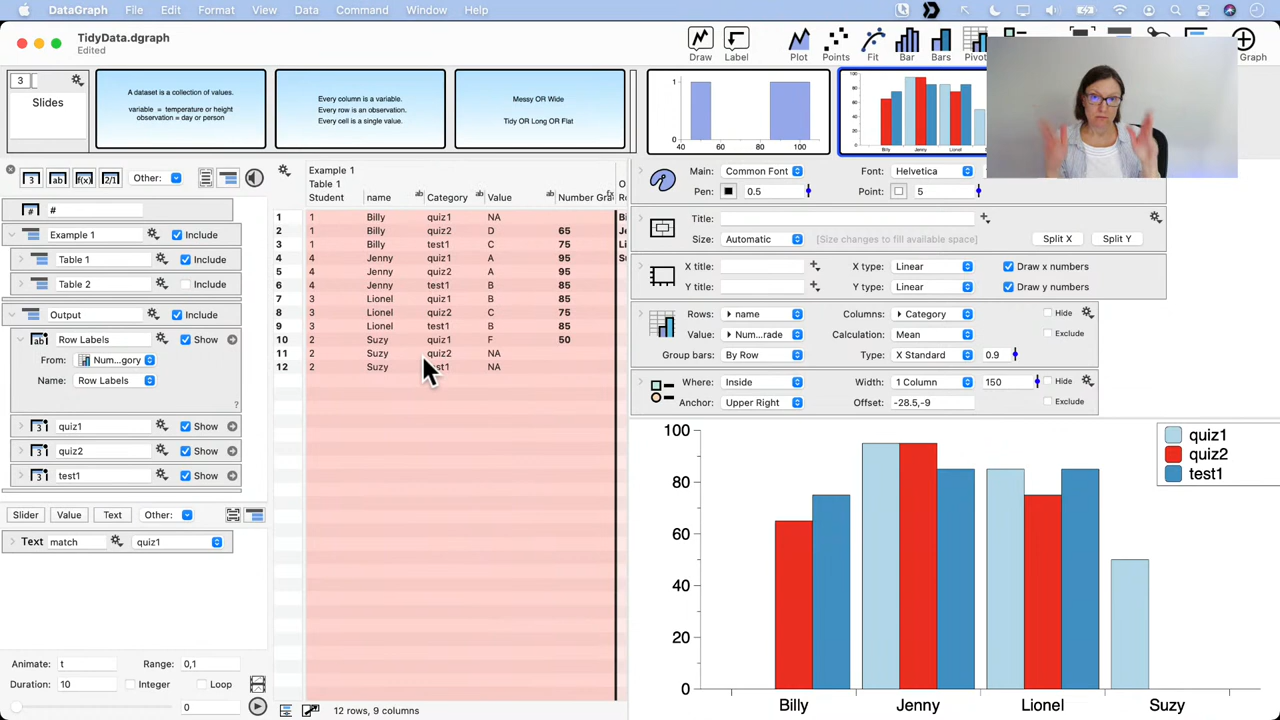 DataGraph File Edit Format View Data Command Window Help
TidyData.dgraph
Edited
Draw Label Plot Points Fit Bar Bars Graph
3
Slides
A dataset is a collection of values.
variable = temperature or height
observation = day or person
Every column is a variable.
Every row is an observation.
Every cell is a single value.
Messy OR Wide
Tidy OR Long OR Flat
1
0
40 60 80 100
100
80
60
40
20
0
Billy Jenny Lionel
Other:
# #
Example 1 Include
Table 1 Include
Table 2 Include
Output Include
Row Labels Show
From: Num...gory
Name: Row Labels
?
quiz1 Show
quiz2 Show
test1 Show
Slider Value Text Other:
Text match quiz1
Animate: t Range: 0,1
Duration: 10 Integer Loop
0
Example 1
Table 1
Student name Category Value Number Gra
1 1 Billy quiz1 NA
2 1 Billy quiz2 D 65
3 1 Billy test1 C 75
4 4 Jenny quiz1 A 95
5 4 Jenny quiz2 A 95
6 4 Jenny test1 B 85
7 3 Lionel quiz1 B 85
8 3 Lionel quiz2 C 75
9 3 Lionel test1 B 85
10 2 Suzy quiz1 F 50
11 2 Suzy quiz2 NA
12 2 Suzy NA
12 rows, 9 columns
Main: Common Font Font: Helvetica
Pen: 0.5 Point: 5
Title:
Size: Automatic [Size changes to fill available space] Split X Split Y
X title: X type: Linear Draw x numbers
Y title: Y type: Linear Draw y numbers
Rows: name Columns: Category Hide
Value: Num...rade Calculation: Mean Exclude
Group bars: By Row Type: X Standard 0.9
Where: Inside Width: 1 Column 150 Hide
Anchor: Upper Right Offset: -28.5,-9 Exclude
100
80
60
40
20
0
Billy Jenny Lionel Suzy
quiz1
quiz2
test1